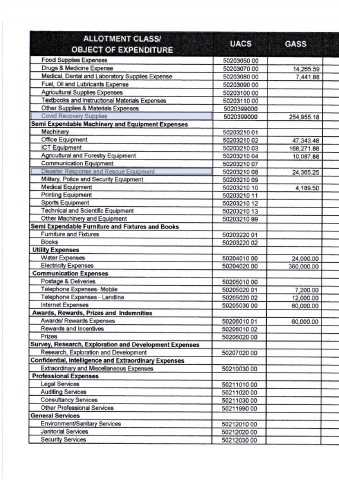 ALLOTMENT CLASS/ OBJECT OF EXPENDITURE UACS GASS
Food Supplies Expenses 50203050 00
Drugs & Medicine Expense 50203070 00 14,265.59
Medical, Dental and Laboratory Supplies Expense 50203080 00 7,441.88
Fuel, Oil and Lubricants Expense 50203090 00
Agricultural Supplies Expenses 50203100 00
Textbooks and Instructional Materials Expenses 50203110 00
Other Supplies & Materials Expenses 50203990 00
Covid Recovery Supplies 5020399000 254,955.18
Semi Expendable Machinery and Equipment Expenses
Machinery 50203210 01
Office Equipment 50203210 02 47,343.48
ICT Equipment 50203210 03 168,271.88
Agricultural and Forestry Equipment 50203210 04 10,087.88
Communication Equipment 50203210 07
Disaster Response and Rescue Equipment 50203210 08 24,365.25
Military, Police and Security Equipment 50203210 09
Medical Equipment 50203210 10 4,189.50
Printing Equipment 50203210 11
Sports Equipment 50203210 12
Technical and Scientific Equipment 50203210 13
Other Machinery and Equipment 50203210 99
Semi Expendable Furniture and Fixtures and Books
Furniture and Fixtures 50203220 01
Books 50203220 02
Utility Expenses
Water Expenses 50204010 00 24,000.00
Electricity Expenses 50204020 00 360,000.00
Communication Expenses
Postage & Deliveries 50205010 00
Telephone Expenses- Mobile 50205020 01 7,200.00
Telephone Expenses - Landline 50205020 02 12,000.00
Internet Expenses 50205030 00 60,000.00
Awards, Rewards, Prizes and Indemnities
Awards/ Rewards Expenses 50206010 01 60,000.00
Rewards and Incentives 50206010 02
Prizes 50206020 00
Survey, Research, Exploration and Development Expenses
Research, Exploration and Development 50207020 00
Confidential, Intelligence and Extraordinary Expenses
Extraordinary and Miscellaneous Expenses 50210030 00
Professional Expenses
Legal Services 50211010 00
Auditing Services 50211020 00
Consultancy Services 50211030 00
Other Professional Services 50211990 00
General Services
Environment/Sanitary Services 50212010 00
Janitorial Services 50212020 00
Security Services 50212030 00